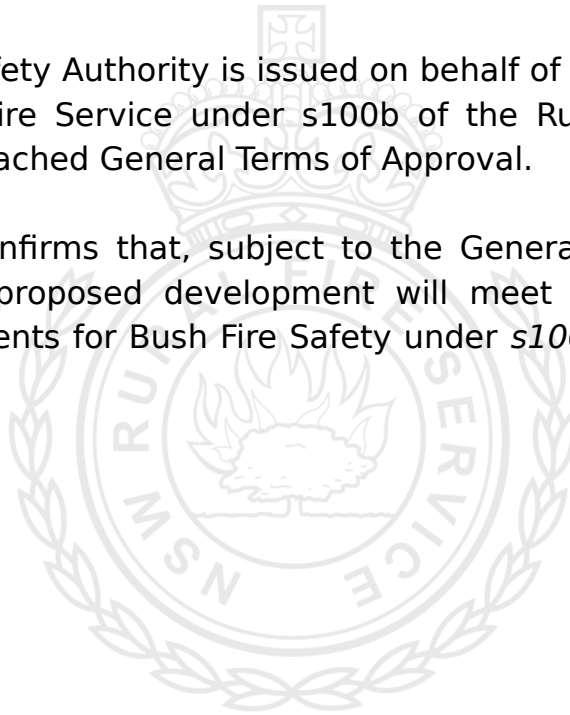 fety Authority is issued on behalf of
ire Service under s100b of the Ru
ached General Terms of Approval.
nfirms that, subject to the Genera
proposed development will meet
ents for Bush Fire Safety under s10
NSW RURAL FIRE SERVICE